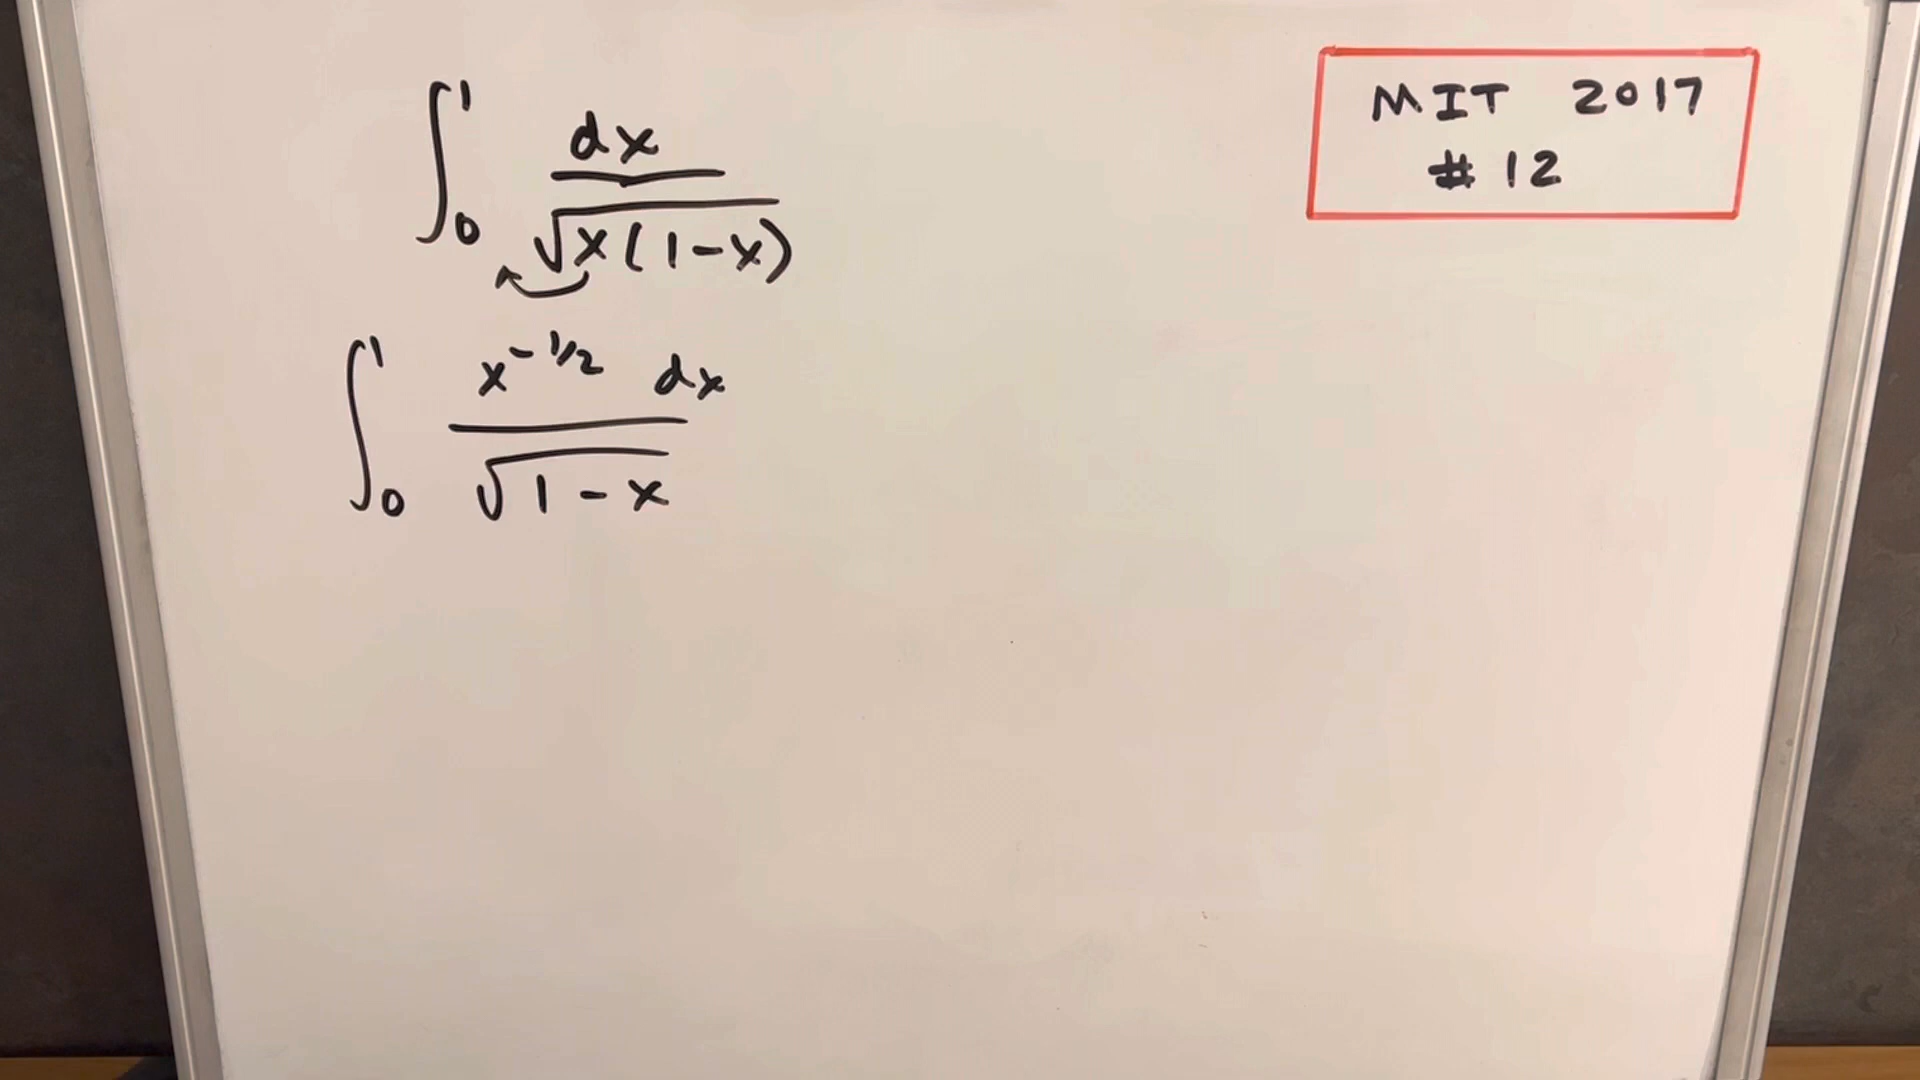 ∫₀¹ dx / √(x(1-x))
MIT 2017
# 12
∫₀¹ x^(-1/2) dx / √(1-x)